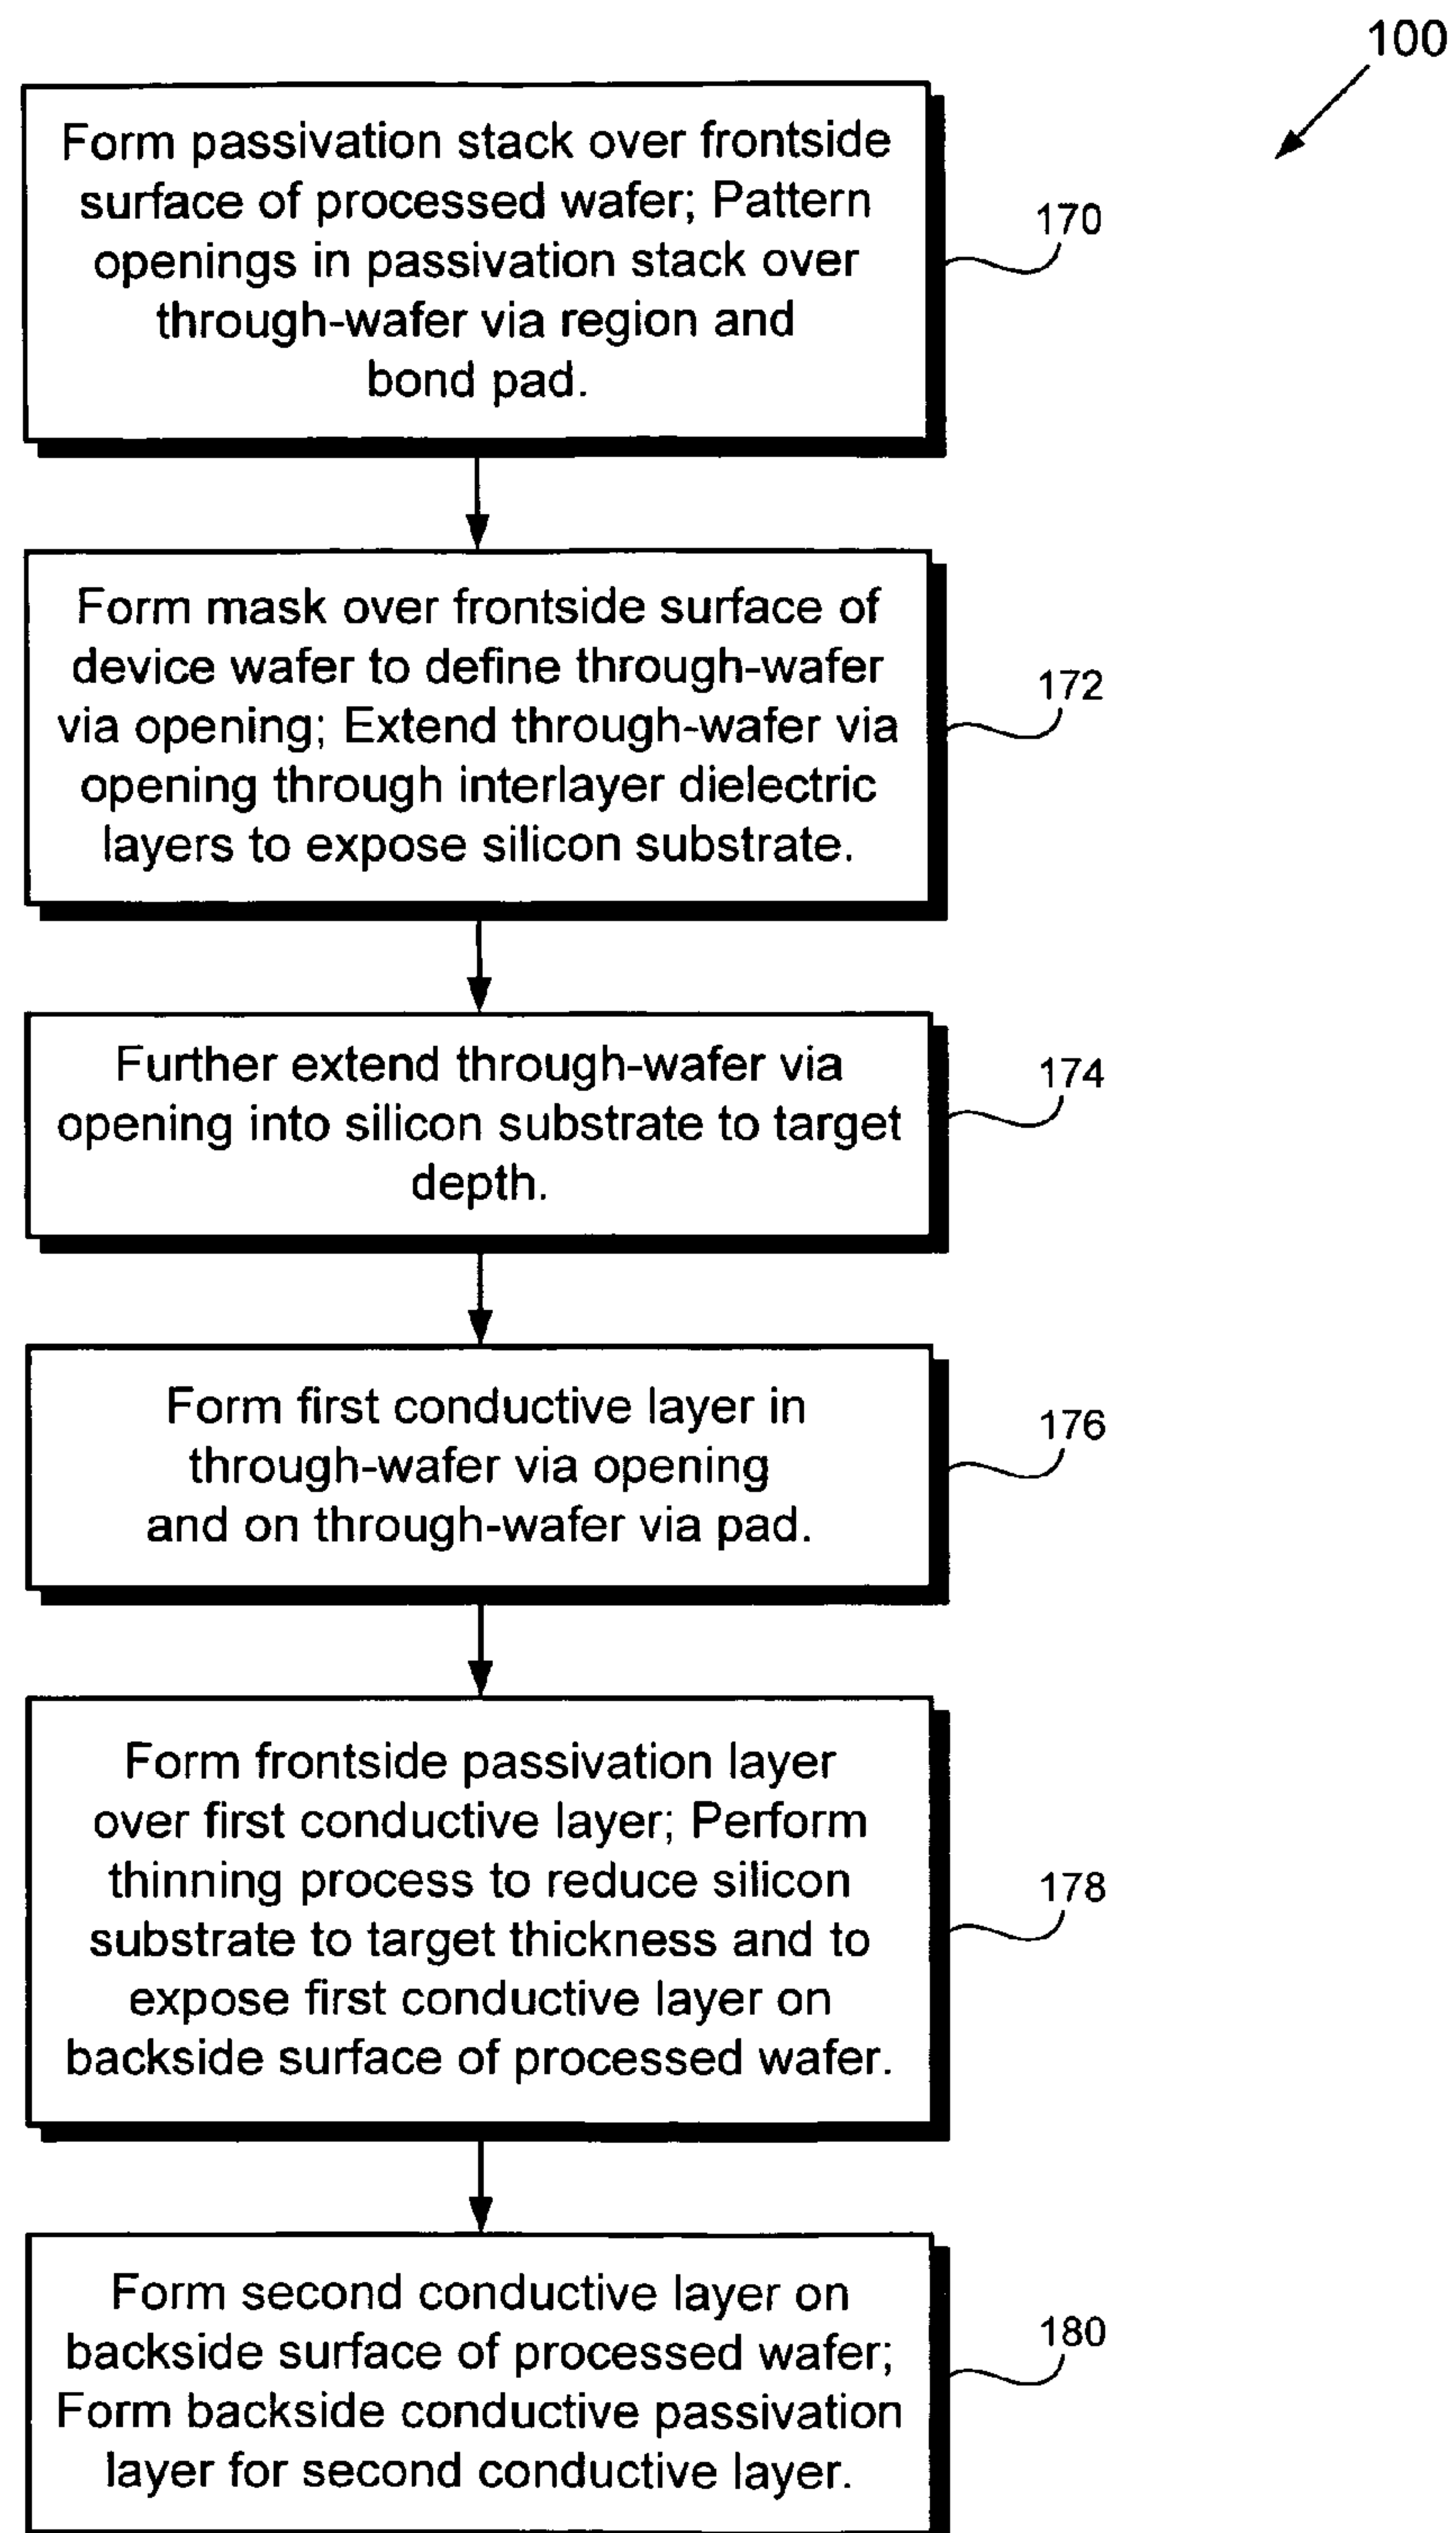 100
Form passivation stack over frontside
surface of processed wafer; Pattern
openings in passivation stack over
through-wafer via region and
bond pad.
170
Form mask over frontside surface of
device wafer to define through-wafer
via opening; Extend through-wafer via
opening through interlayer dielectric
layers to expose silicon substrate.
172
Further extend through-wafer via
opening into silicon substrate to target
depth.
174
Form first conductive layer in
through-wafer via opening
and on through-wafer via pad.
176
Form frontside passivation layer
over first conductive layer; Perform
thinning process to reduce silicon
substrate to target thickness and to
expose first conductive layer on
backside surface of processed wafer.
178
Form second conductive layer on
backside surface of processed wafer;
Form backside conductive passivation
layer for second conductive layer.
180